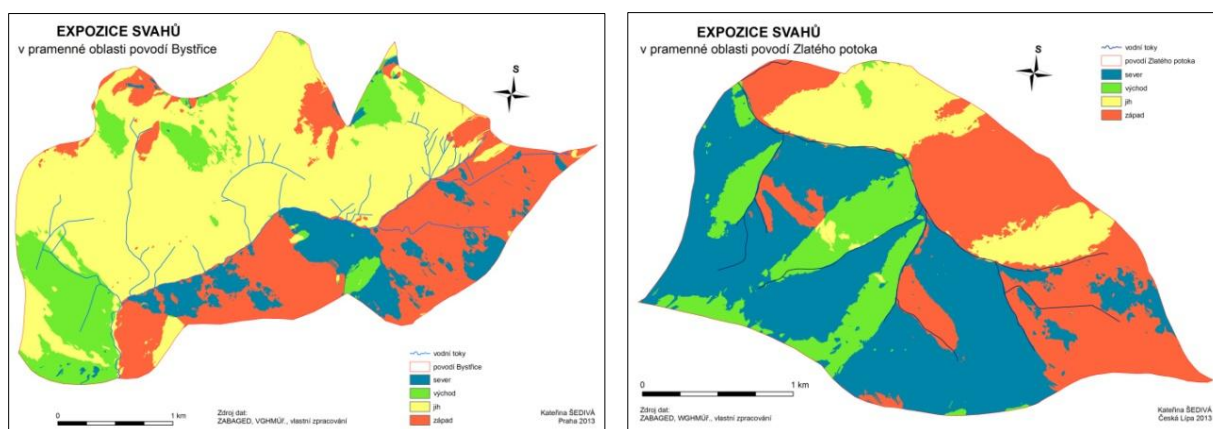 EXPOZICE SVAHŮ
v pramenné oblasti povodí Bystřice
S
vodní toky
povodí Bystřice
sever
východ
jih
západ
0 1 km
Zdroj dat:
ZABAGED, VGHMÚř., vlastní zpracování
Kateřina ŠEDIVÁ
Praha 2013
EXPOZICE SVAHŮ
v pramenné oblasti povodí Zlatého potoka
S
vodní toky
povodí Zlatého potoka
sever
východ
jih
západ
0 1 km
Zdroj dat:
ZABAGED, WGHMÚř., vlastní zpracování
Kateřina ŠEDIVÁ
Česká Lípa 2013